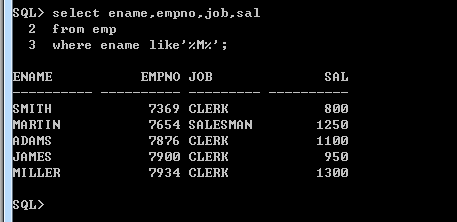 SQL> select ename,empno,job,sal
  2  from emp
  3  where ename like'%M%';
ENAME           EMPNO JOB              SAL
---------- ---------- --------- ----------
SMITH            7369 CLERK            800
MARTIN           7654 SALESMAN        1250
ADAMS            7876 CLERK           1100
JAMES            7900 CLERK            950
MILLER           7934 CLERK           1300
SQL>